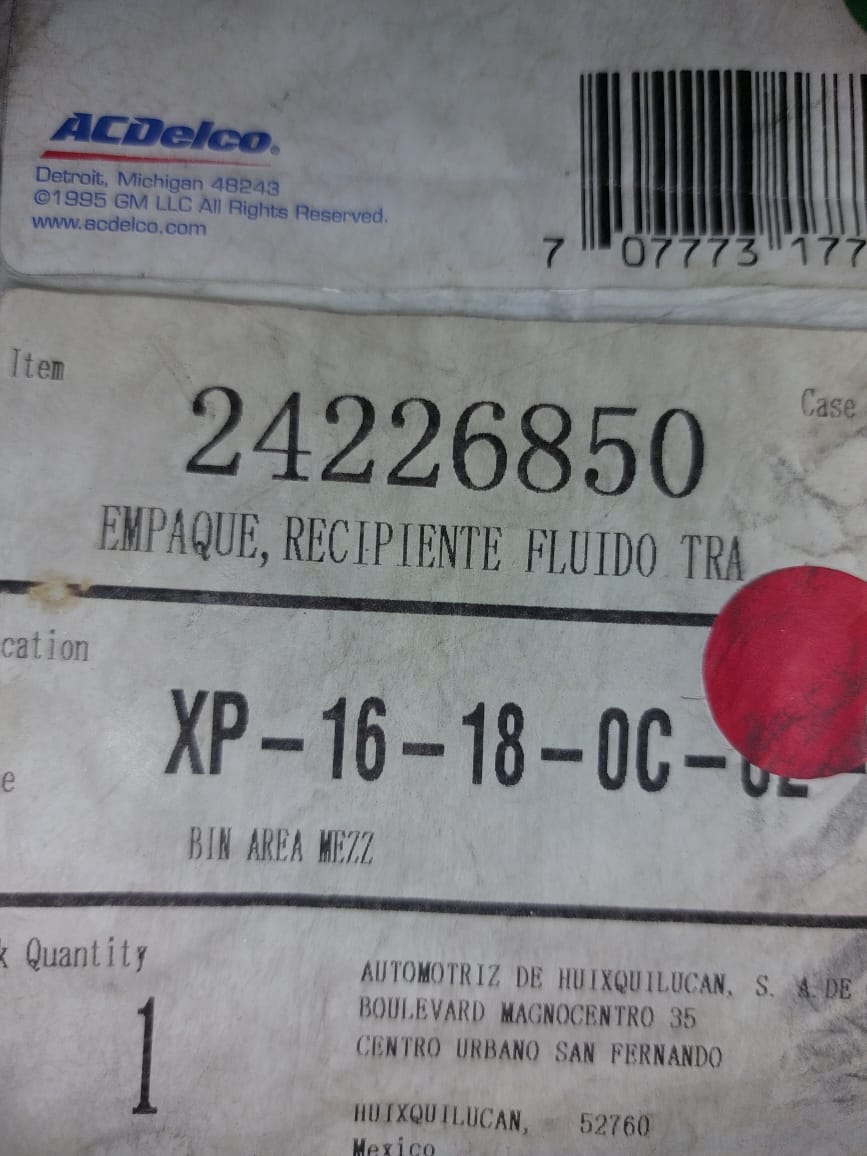 ACDelco®
Detroit, Michigan 48243
©1995 GM LLC All Rights Reserved.
www.acdelco.com
7 07773 177
Item
Case
24226850
EMPAQUE, RECIPIENTE FLUIDO TRA
cation
XP-16-18-0C-
e
BIN AREA MEZZ
k Quantity
1
AUTOMOTRIZ DE HUIXQUILUCAN, S. A DE
BOULEVARD MAGNOCENTRO 35
CENTRO URBANO SAN FERNANDO
HUIXQUILUCAN, 52760
Mexico